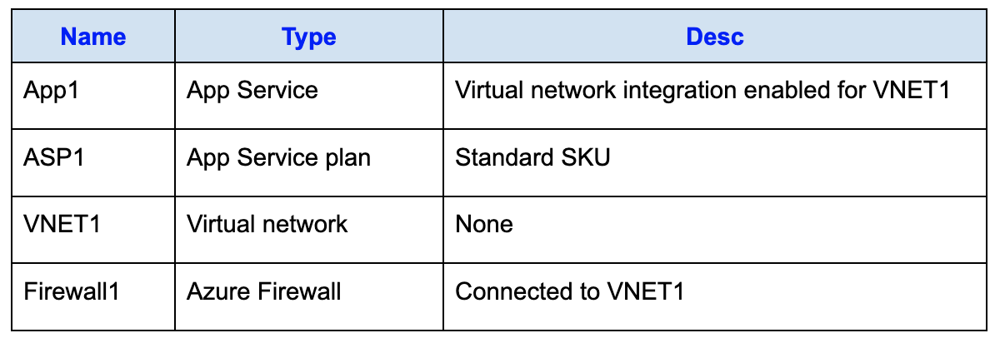 Name Type Desc
App1 App Service Virtual network integration enabled for VNET1
ASP1 App Service plan Standard SKU
VNET1 Virtual network None
Firewall1 Azure Firewall Connected to VNET1